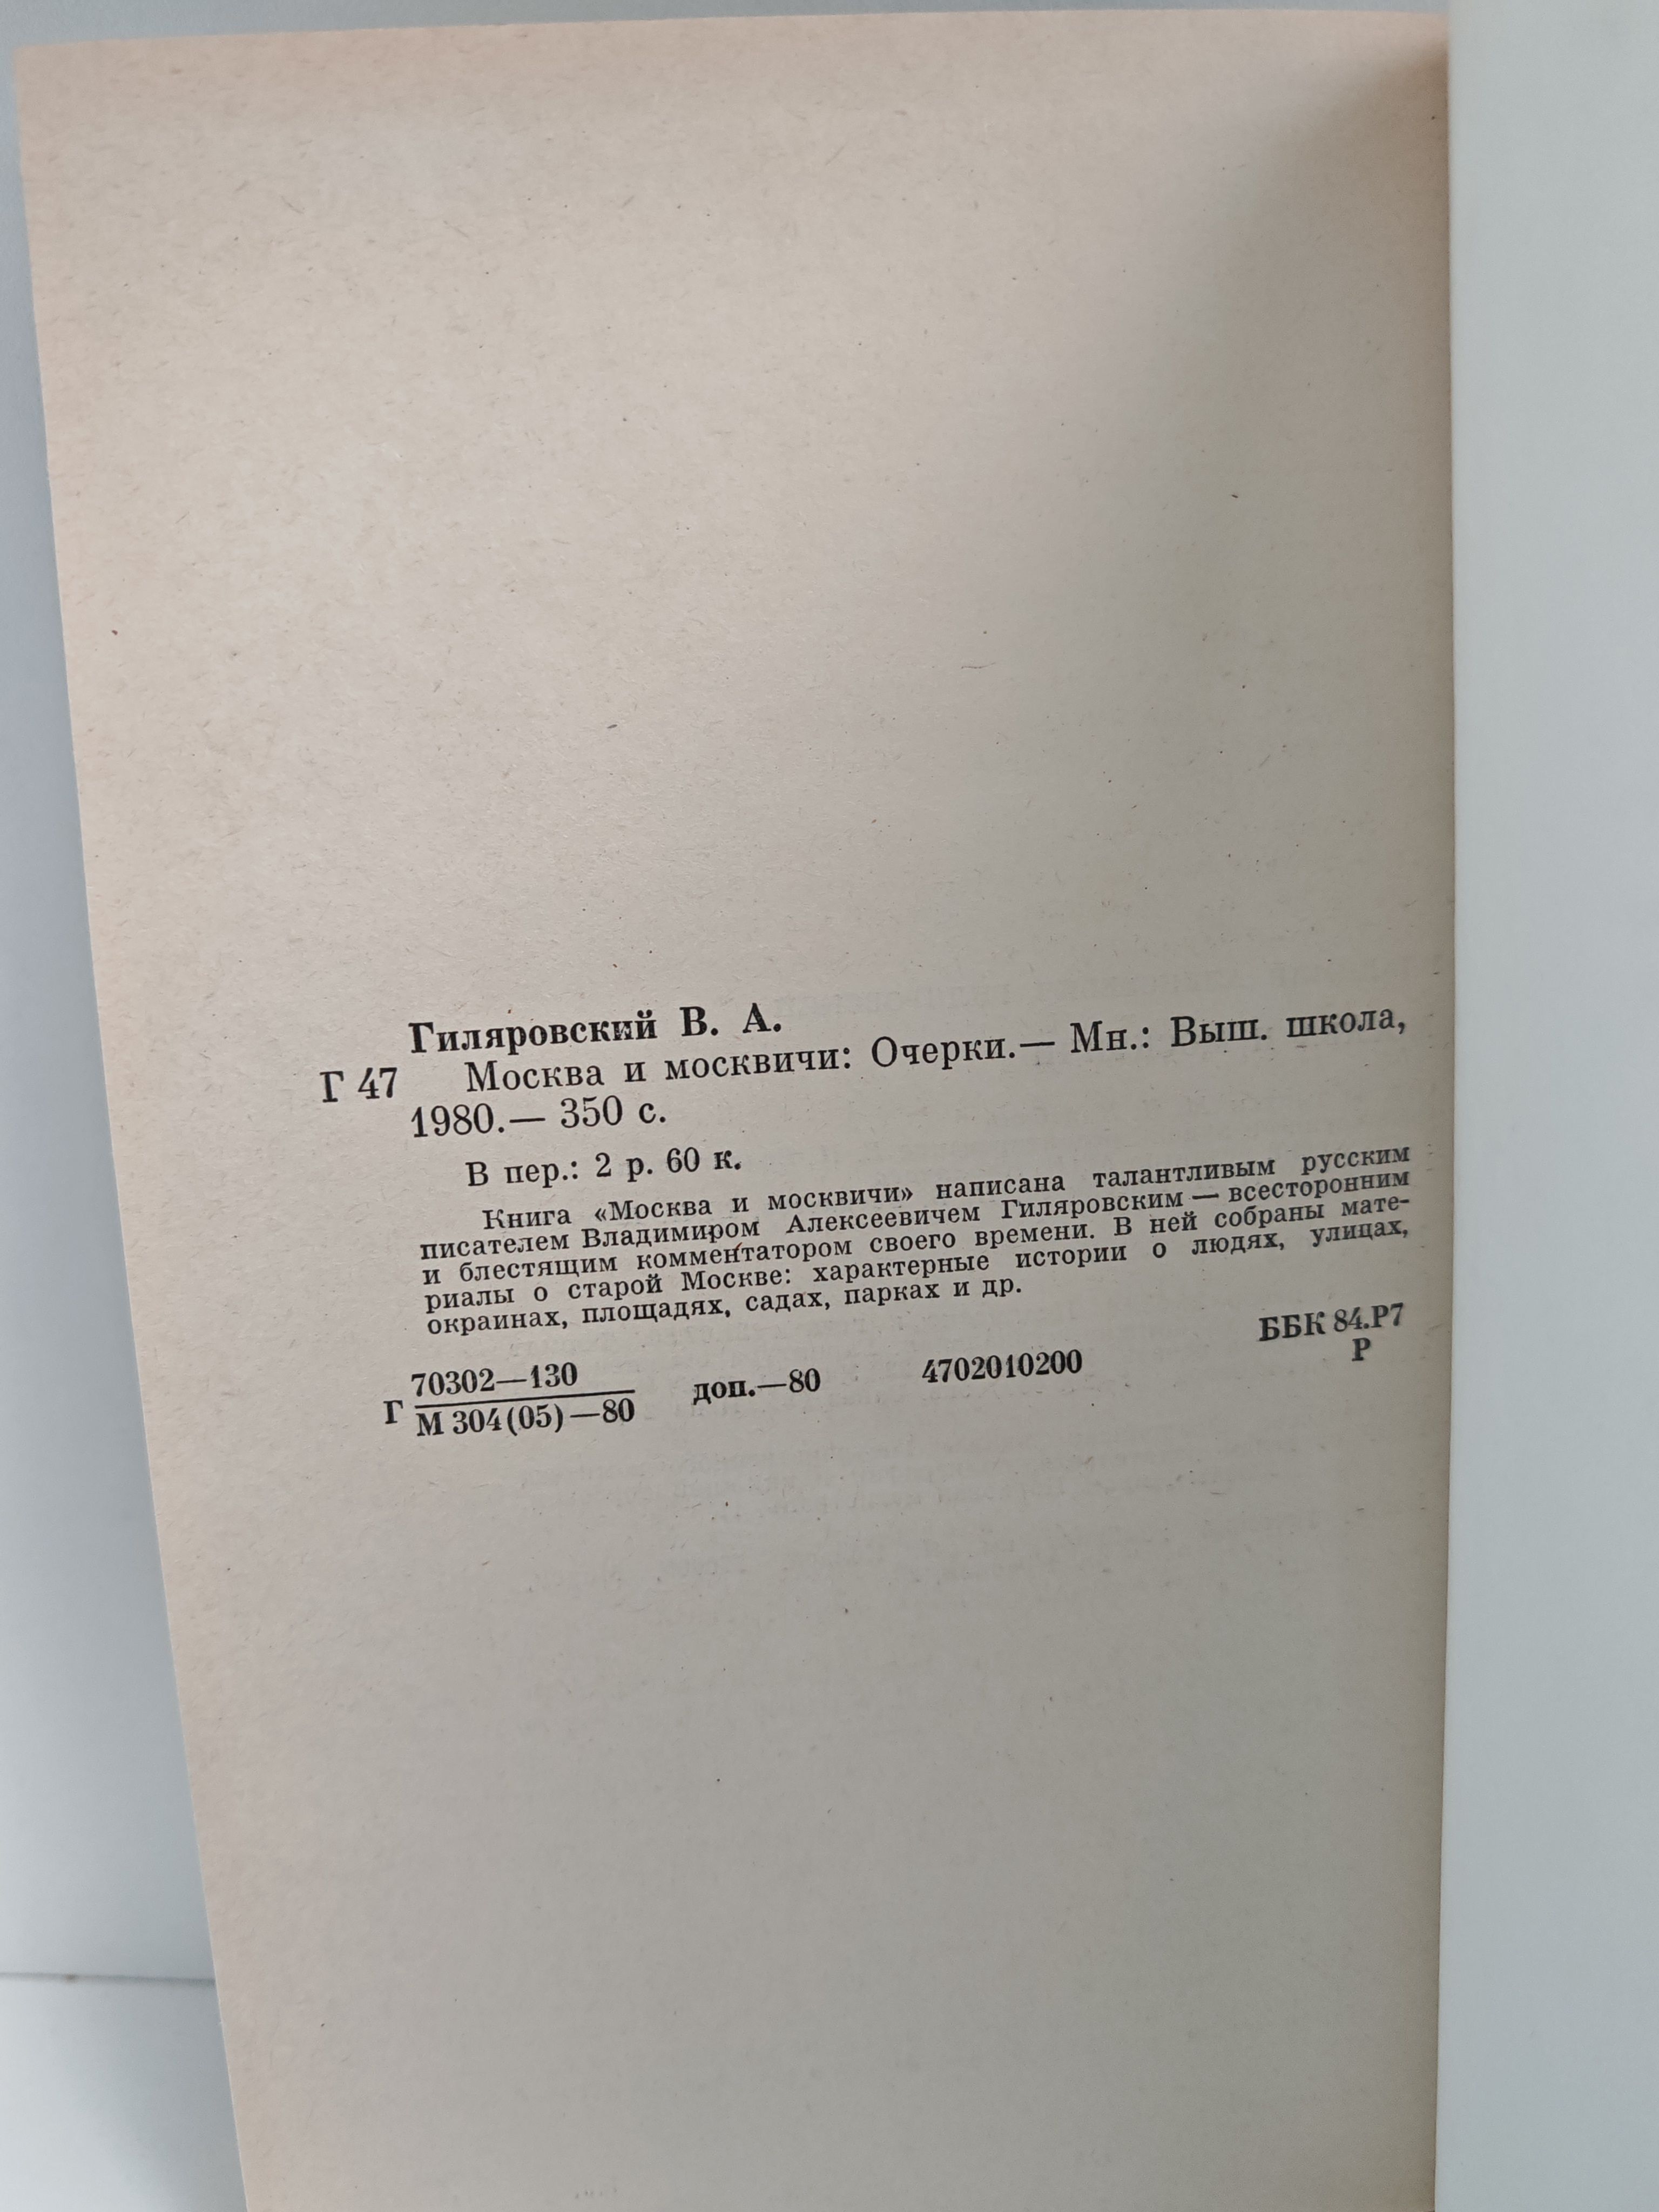 Гиляровский В. А.
Г 47 Москва и москвичи: Очерки.— Мн.: Выш. школа,
1980.— 350 с.
В пер.: 2 р. 60 к.
Книга «Москва и москвичи» написана талантливым русским
писателем Владимиром Алексеевичем Гиляровским — всесторонним
и блестящим комментатором своего времени. В ней собраны мате-
риалы о старой Москве: характерные истории о людях, улицах,
окраинах, площадях, садах, парках и др.
ББК 84.Р7
Р
70302—130
Г доп.—80 4702010200
М 304(05)—80